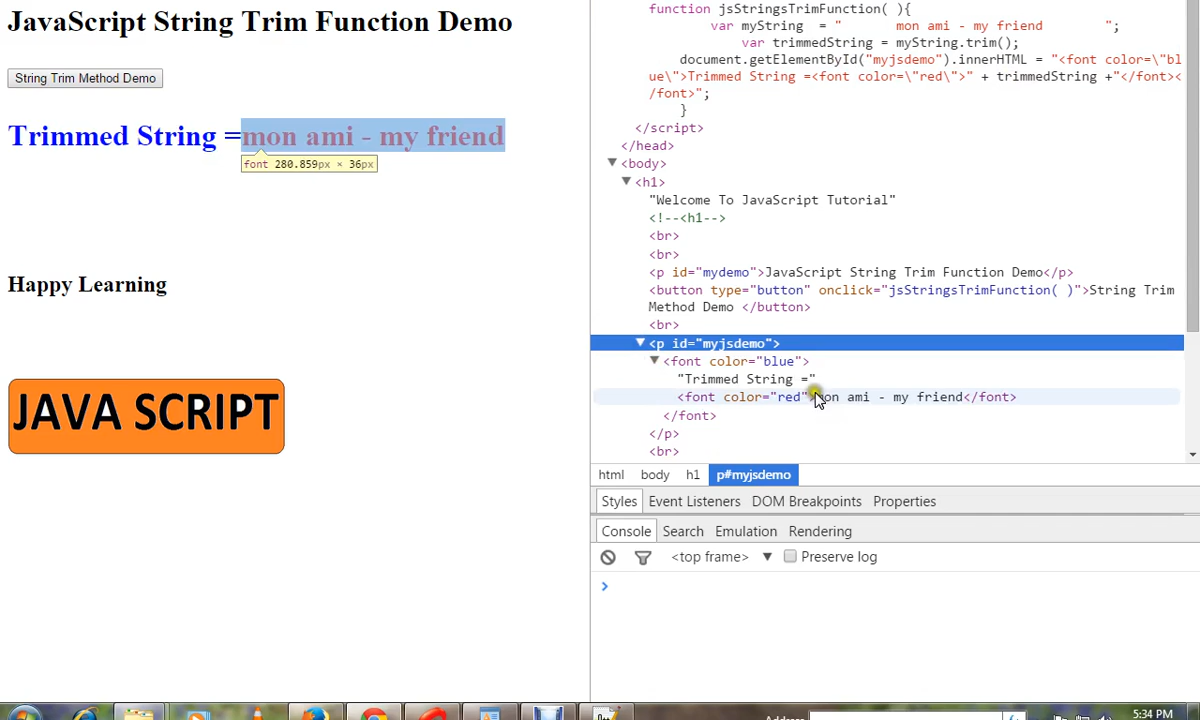 JavaScript String Trim Function Demo
String Trim Method Demo
Trimmed String =mon ami - my friend
font 280.859px × 36px
Happy Learning
JAVA SCRIPT
function jsStringsTrimFunction( ){
var myString  = "       mon ami - my friend        ";
var trimmedString = myString.trim();
document.getElementById("myjsdemo").innerHTML = "<font color=\"bl
ue\">Trimmed String =<font color=\"red\">" + trimmedString +"</font><
/font>";
}
</script>
</head>
▼<body>
▼<h1>
"Welcome To JavaScript Tutorial"
<!--<h1-->
<br>
<br>
<p id="mydemo">JavaScript String Trim Function Demo</p>
<button type="button" onclick="jsStringsTrimFunction( )">String Trim
Method Demo </button>
<br>
▼<p id="myjsdemo">
▼<font color="blue">
"Trimmed String ="
<font color="red" on ami - my friend</font>
</font>
</p>
<br>
html body h1 p#myjsdemo
Styles Event Listeners DOM Breakpoints Properties
Console Search Emulation Rendering
<top frame> ▼ Preserve log
>
Address
5:34 PM